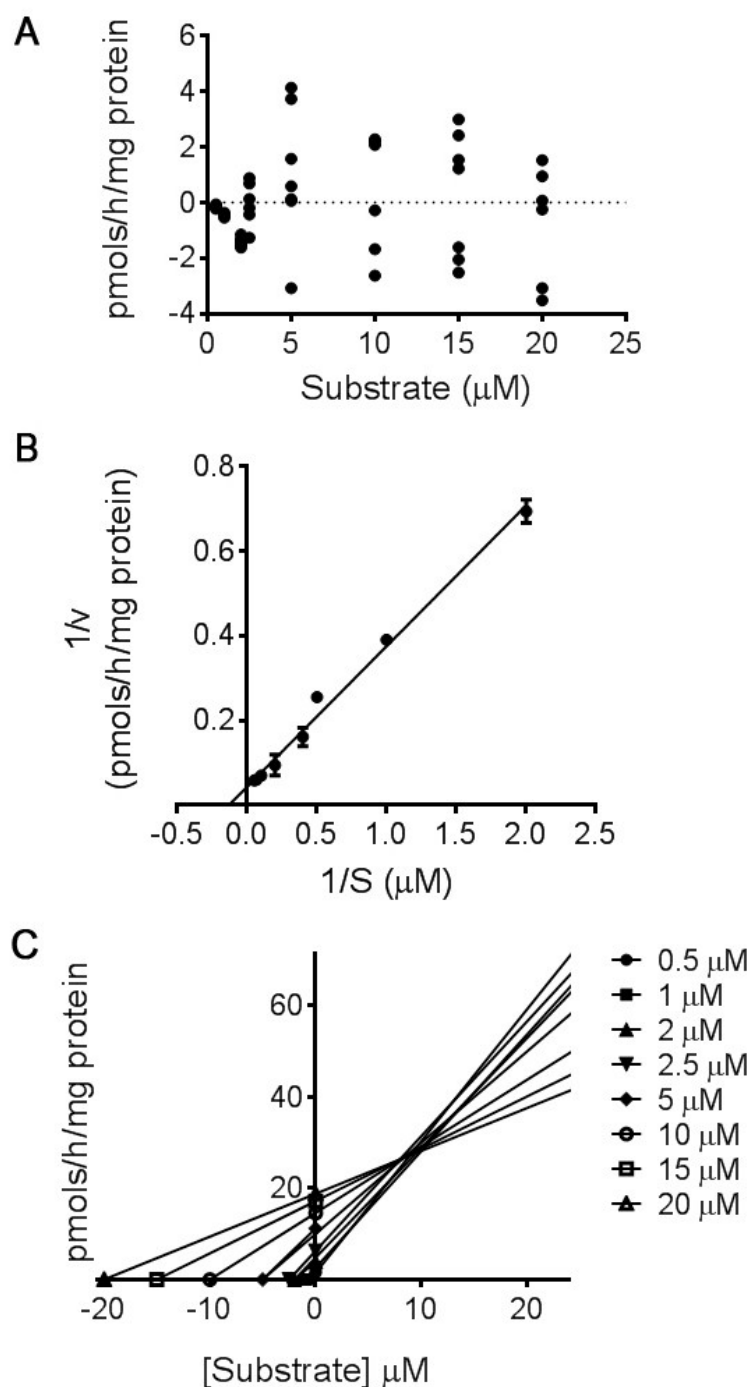 A
pmols/h/mg protein
6
4
2
0
-2
-4
0 5 10 15 20 25
Substrate (μM)
B
1/v
(pmols/h/mg protein)
0.8
0.6
0.4
0.2
-0.5 0.0 0.5 1.0 1.5 2.0 2.5
1/S (μM)
C
pmols/h/mg protein
60
40
20
-20 -10 0 10 20
[Substrate] μM
0.5 μM
1 μM
2 μM
2.5 μM
5 μM
10 μM
15 μM
20 μM